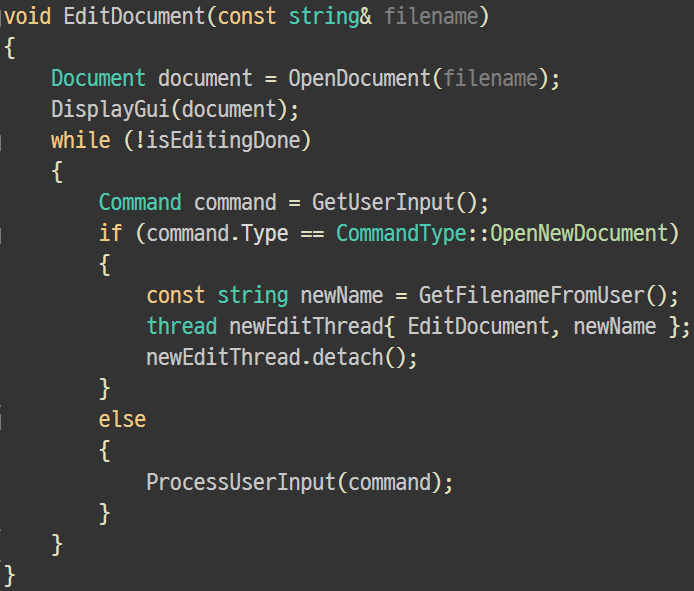 void EditDocument(const string& filename)
{
    Document document = OpenDocument(filename);
    DisplayGui(document);
    while (!isEditingDone)
    {
        Command command = GetUserInput();
        if (command.Type == CommandType::OpenNewDocument)
        {
            const string newName = GetFilenameFromUser();
            thread newEditThread{ EditDocument, newName };
            newEditThread.detach();
        }
        else
        {
            ProcessUserInput(command);
        }
    }
}